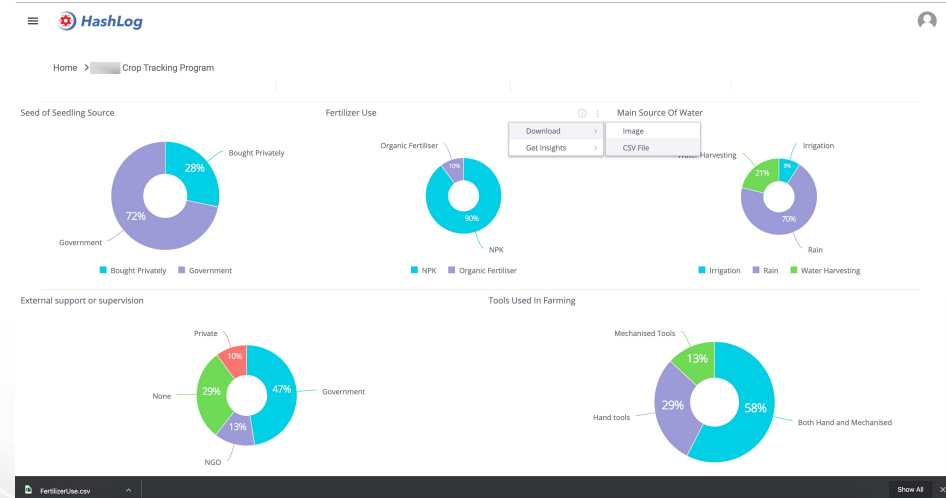 HashLog
Home > Crop Tracking Program
Seed of Seedling Source
Fertilizer Use
Main Source Of Water
Download
Get Insights
Image
CSV File
Bought Privately
28%
72%
Government
Bought Privately
Government
Organic Fertiliser
10%
90%
NPK
NPK
Organic Fertiliser
Water Harvesting
Irrigation
9%
21%
70%
Rain
Irrigation
Rain
Water Harvesting
External support or supervision
Tools Used In Farming
Private
10%
None
29%
47%
Government
13%
NGO
Mechanised Tools
13%
29%
Hand tools
58%
Both Hand and Mechanised
FertilizerUse.csv
Show All